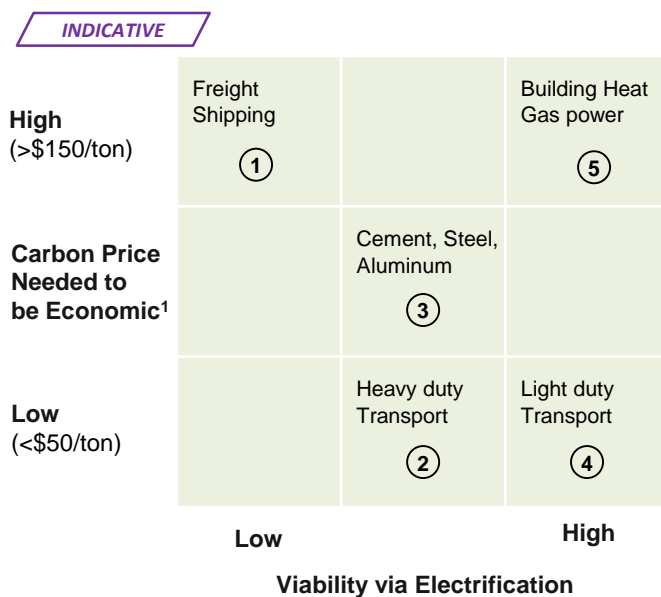 INDICATIVE
High
(>$150/ton)
Freight
Shipping
1
Building Heat
Gas power
5
Carbon Price
Needed to
be Economic¹
Cement, Steel,
Aluminum
3
Low
(<$50/ton)
Heavy duty
Transport
2
Light duty
Transport
4
Low
High
Viability via Electrification